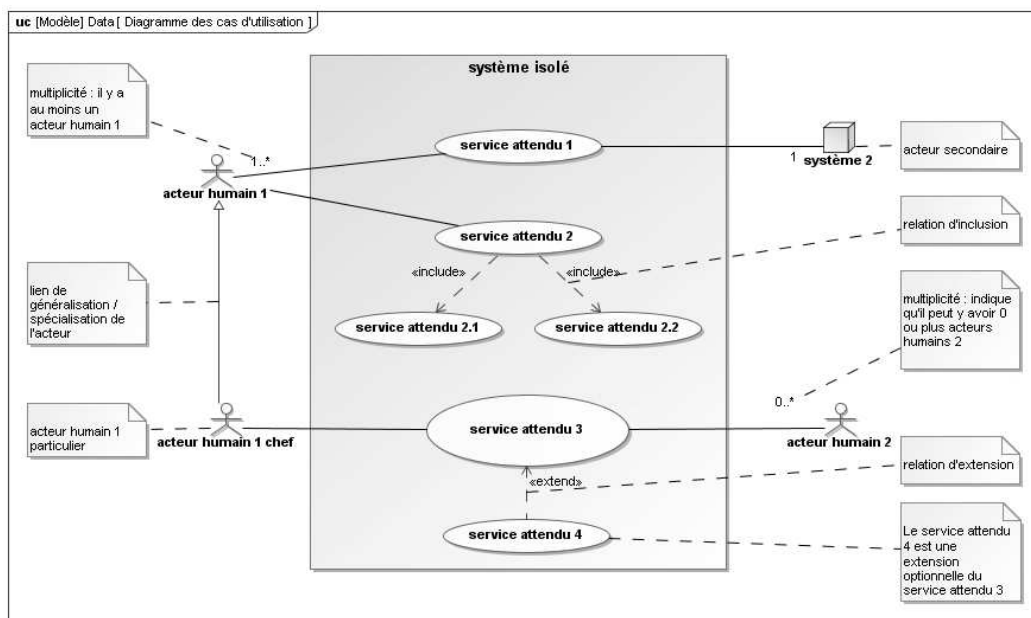 uc [Modèle] Data [ Diagramme des cas d'utilisation ]
système isolé
multiplicité : il y a
au moins un
acteur humain 1
1..*
acteur humain 1
service attendu 1
1
système 2
acteur secondaire
service attendu 2
relation d'inclusion
«include»
«include»
lien de
généralisation /
spécialisation de
l'acteur
service attendu 2.1
service attendu 2.2
multiplicité : indique
qu'il peut y avoir 0
ou plus acteurs
humains 2
0..*
acteur humain 1
particulier
acteur humain 1 chef
service attendu 3
acteur humain 2
«extend»
relation d'extension
service attendu 4
Le service attendu
4 est une
extension
optionnelle du
service attendu 3